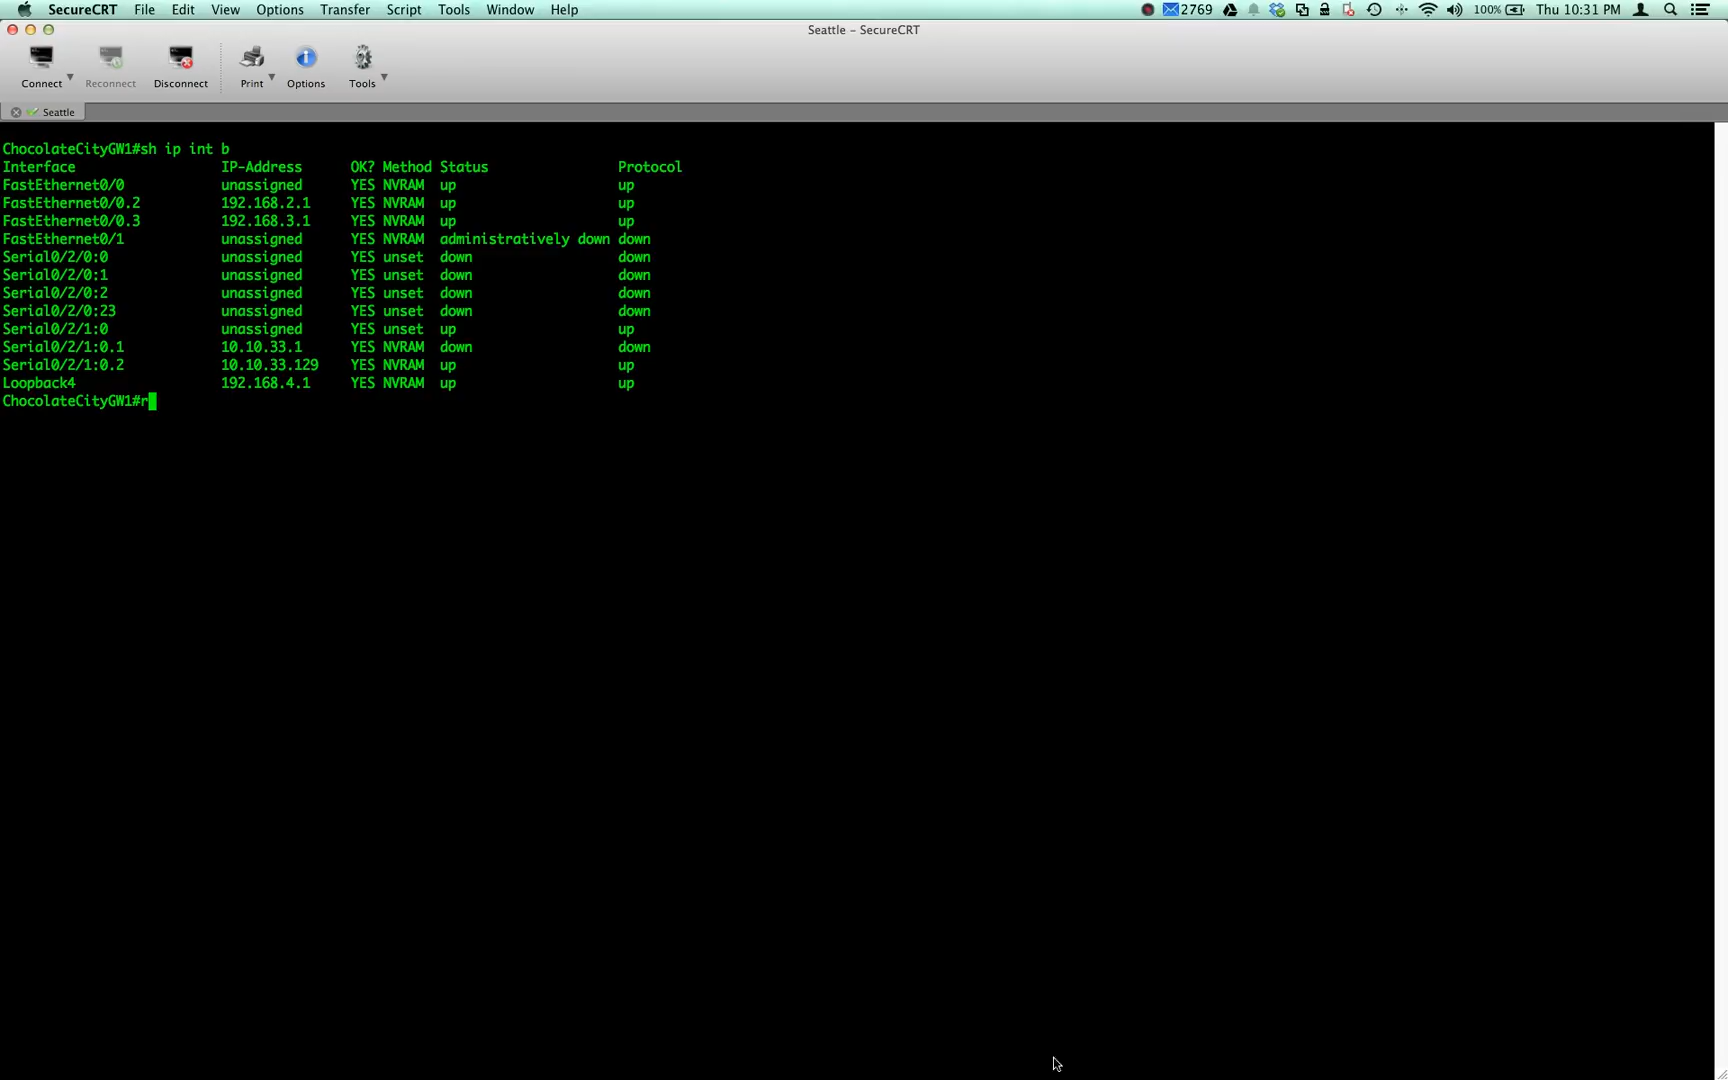 SecureCRT File Edit View Options Transfer Script Tools Window Help 2769 100% Thu 10:31 PM
Seattle – SecureCRT
Connect Reconnect Disconnect Print Options Tools
Seattle
ChocolateCityGW1#sh ip int b
Interface IP-Address OK? Method Status Protocol
FastEthernet0/0 unassigned YES NVRAM up up
FastEthernet0/0.2 192.168.2.1 YES NVRAM up up
FastEthernet0/0.3 192.168.3.1 YES NVRAM up up
FastEthernet0/1 unassigned YES NVRAM administratively down down
Serial0/2/0:0 unassigned YES unset down down
Serial0/2/0:1 unassigned YES unset down down
Serial0/2/0:2 unassigned YES unset down down
Serial0/2/0:23 unassigned YES unset down down
Serial0/2/1:0 unassigned YES unset up up
Serial0/2/1:0.1 10.10.33.1 YES NVRAM down down
Serial0/2/1:0.2 10.10.33.129 YES NVRAM up up
Loopback4 192.168.4.1 YES NVRAM up up
ChocolateCityGW1#r